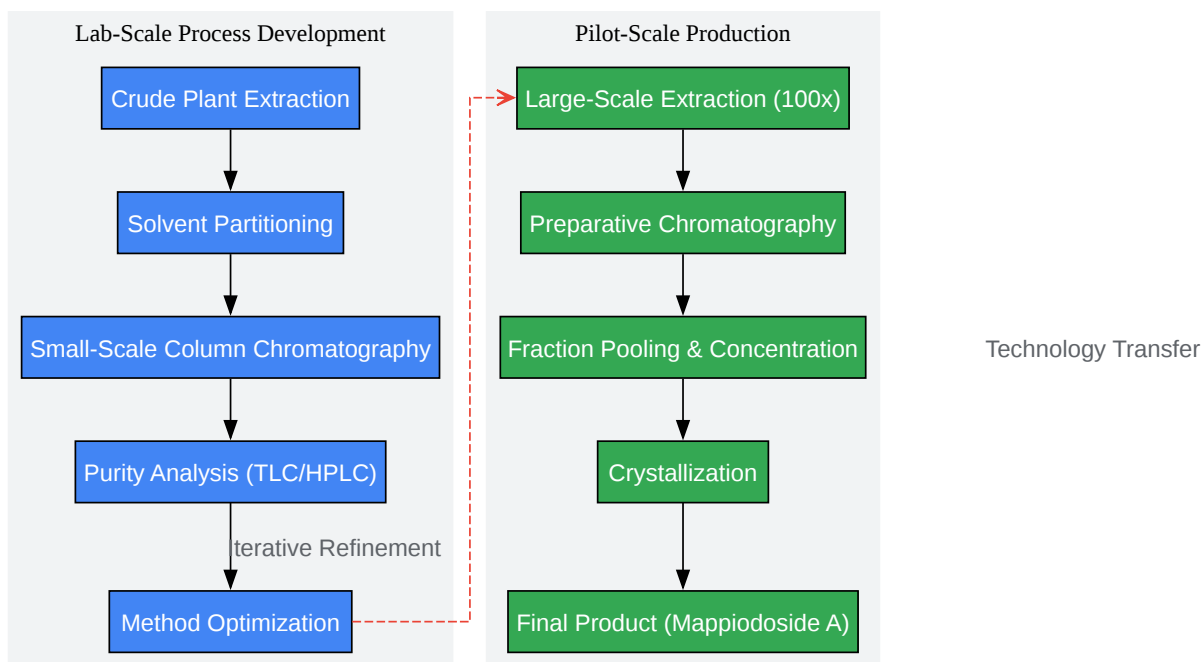 Lab-Scale Process Development
Crude Plant Extraction
Solvent Partitioning
Small-Scale Column Chromatography
Purity Analysis (TLC/HPLC)
Iterative Refinement
Method Optimization
Pilot-Scale Production
Large-Scale Extraction (100x)
Preparative Chromatography
Fraction Pooling & Concentration
Crystallization
Final Product (Mappiodoside A)
Technology Transfer